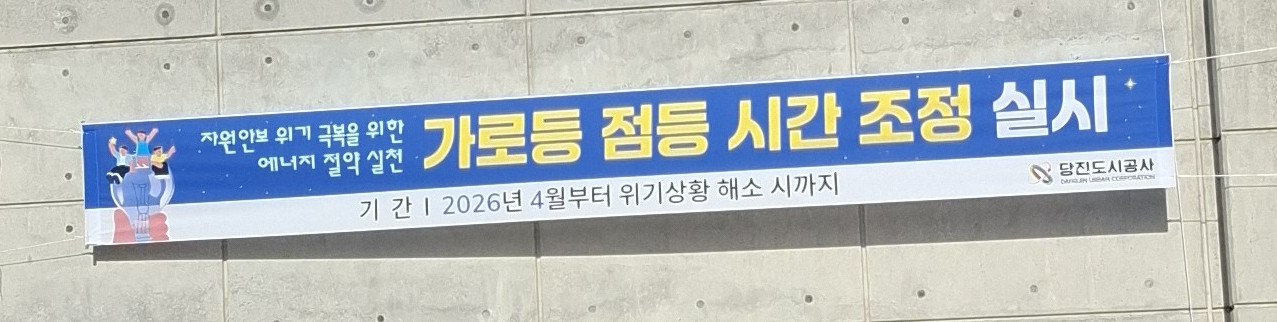 자원안보 위기 극복을 위한
에너지 절약 실천
가로등 점등 시간 조정 실시
기 간 I 2026년 4월부터 위기상황 해소 시까지
당진도시공사
DANGJIN URBAN CORPORATION